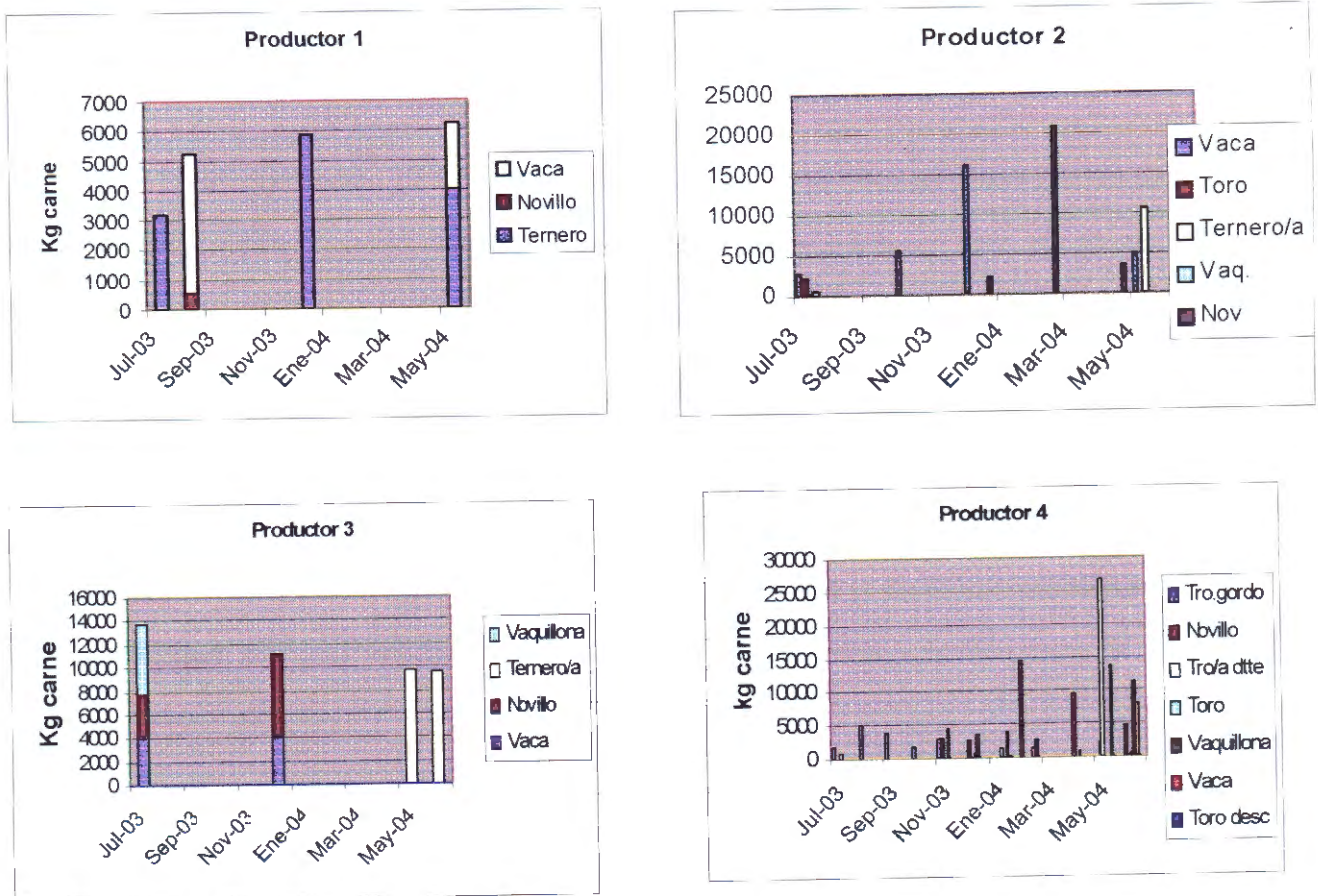 Productor 1
Kg carne
7000
6000
5000
4000
3000
2000
1000
0
Jul-03
Sep-03
Nov-03
Ene-04
Mar-04
May-04
Vaca
Novillo
Ternero
Productor 2
25000
20000
15000
10000
5000
0
Jul-03
Sep-03
Nov-03
Ene-04
Mar-04
May-04
Vaca
Toro
Ternero/a
Vaq.
Nov
Productor 3
Kg carne
16000
14000
12000
10000
8000
6000
4000
2000
0
Jul-03
Sep-03
Nov-03
Ene-04
Mar-04
May-04
Vaquillona
Ternero/a
Novillo
Vaca
Productor 4
kg carne
30000
25000
20000
15000
10000
5000
0
Jul-03
Sep-03
Nov-03
Ene-04
Mar-04
May-04
Tro.gordo
Novillo
Tro/a dtte
Toro
Vaquillona
Vaca
Toro desc